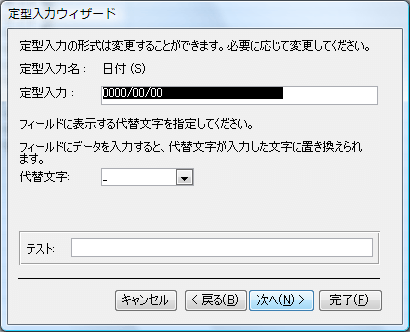 定型入力ウィザード
定型入力の形式は変更することができます。必要に応じて変更してください。
定型入力名： 日付 (S)
定型入力： 0000/00/00
フィールドに表示する代替文字を指定してください。
フィールドにデータを入力すると、代替文字が入力した文字に置き換えられ
ます。
代替文字: _
テスト:
キャンセル < 戻る(B) 次へ(N) > 完了(F)